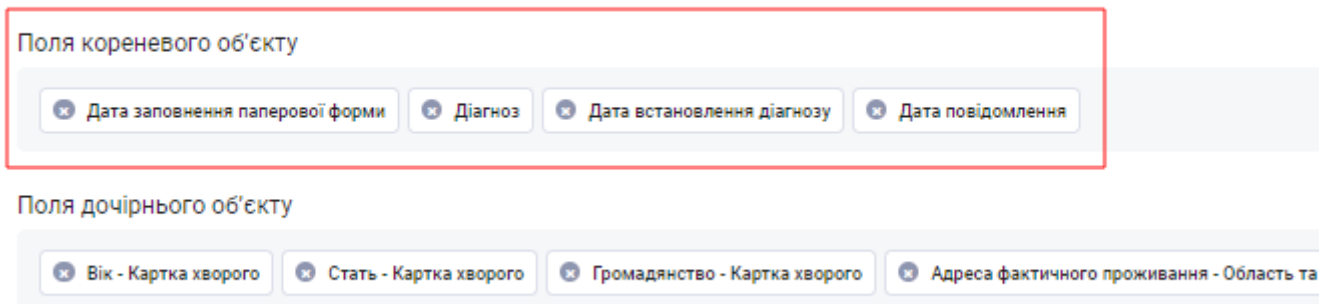 Поля кореневого об’єкту
Дата заповнення паперової форми Діагноз Дата встановлення діагнозу Дата повідомлення
Поля дочірнього об’єкту
Вік - Картка хворого Стать - Картка хворого Громадянство - Картка хворого Адреса фактичного проживання - Область та